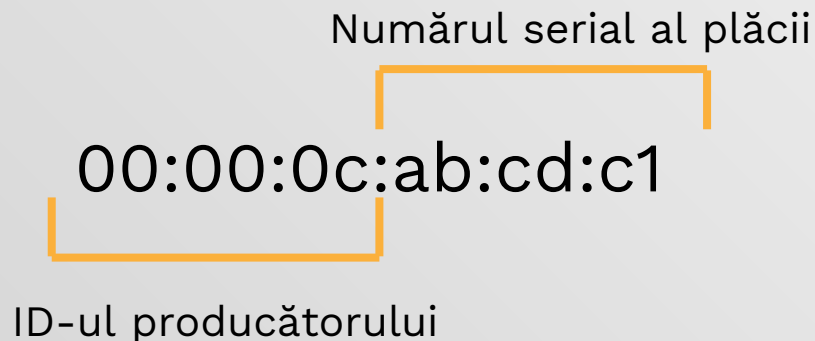 Numărul serial al plăcii
00:00:0c:ab:cd:c1
ID-ul producătorului